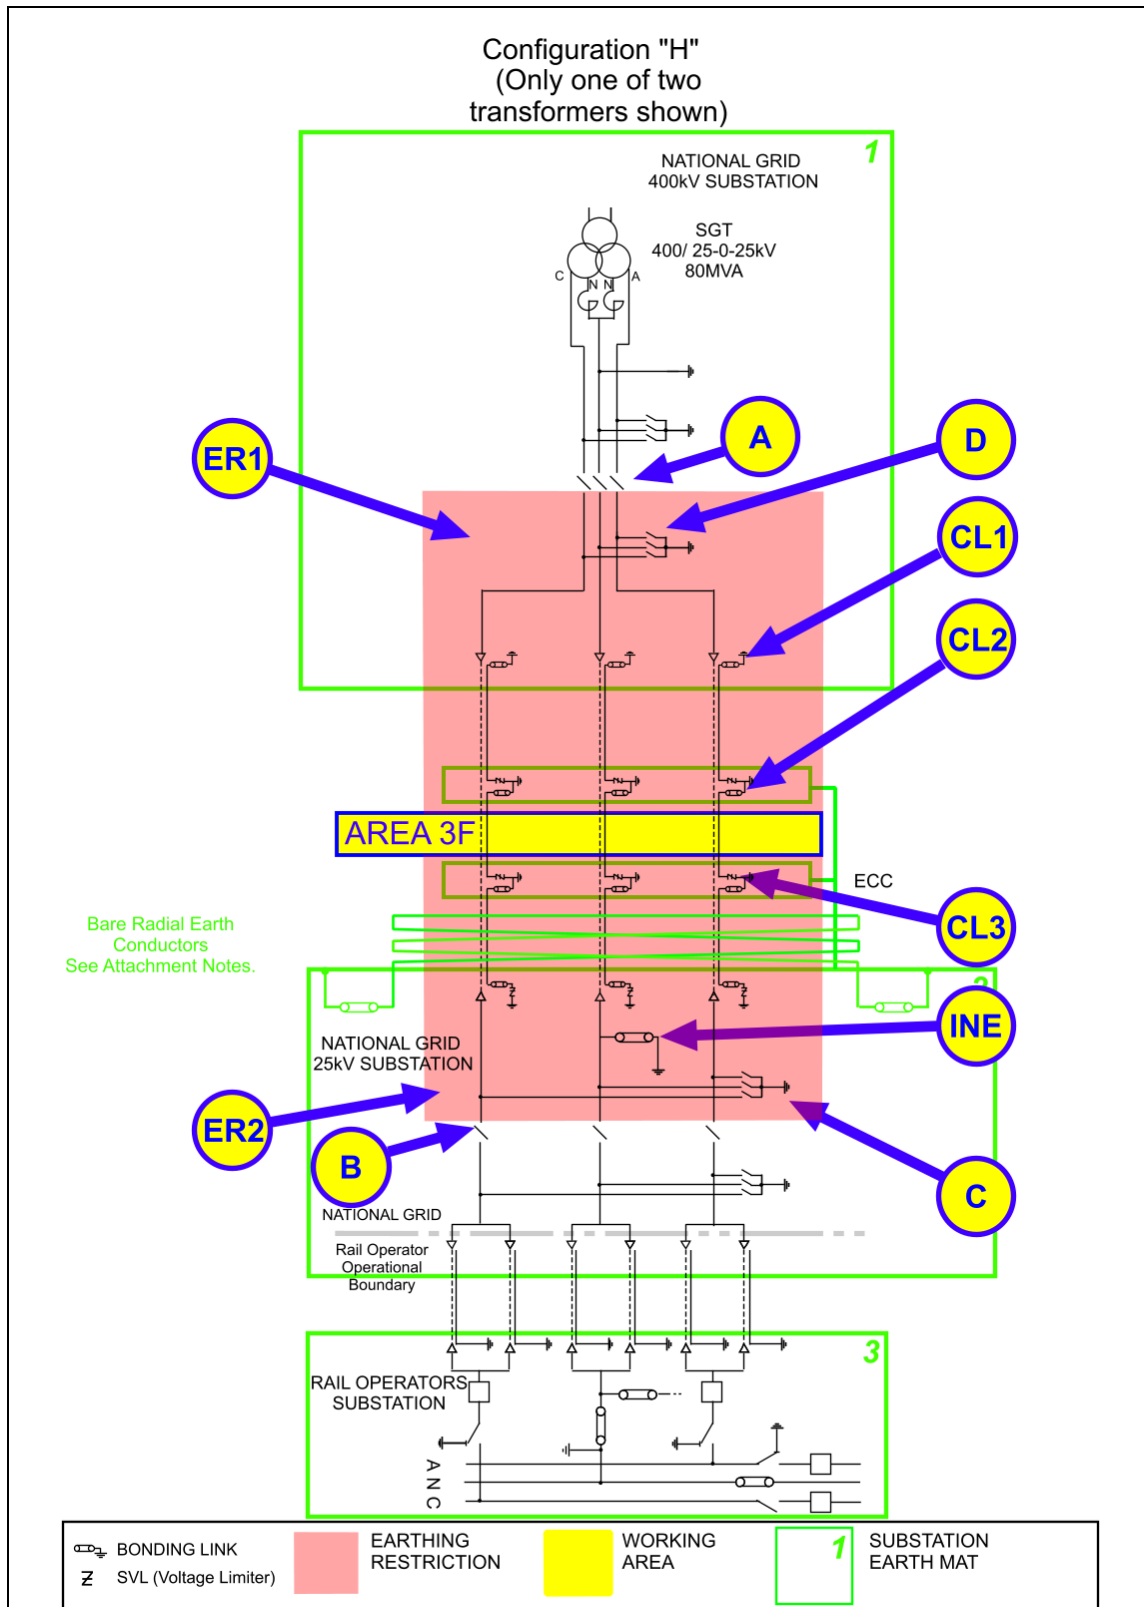 Configuration "H"
(Only one of two
transformers shown)
1
NATIONAL GRID
400kV SUBSTATION
SGT
400/ 25-0-25kV
80MVA
C
N
N
A
ER1
A
D
CL1
CL2
AREA 3F
ECC
CL3
Bare Radial Earth
Conductors
See Attachment Notes.
2
INE
NATIONAL GRID
25kV SUBSTATION
ER2
B
C
NATIONAL GRID
Rail Operator
Operational
Boundary
3
RAIL OPERATORS
SUBSTATION
A
N
C
BONDING LINK
SVL (Voltage Limiter)
EARTHING
RESTRICTION
WORKING
AREA
1
SUBSTATION
EARTH MAT